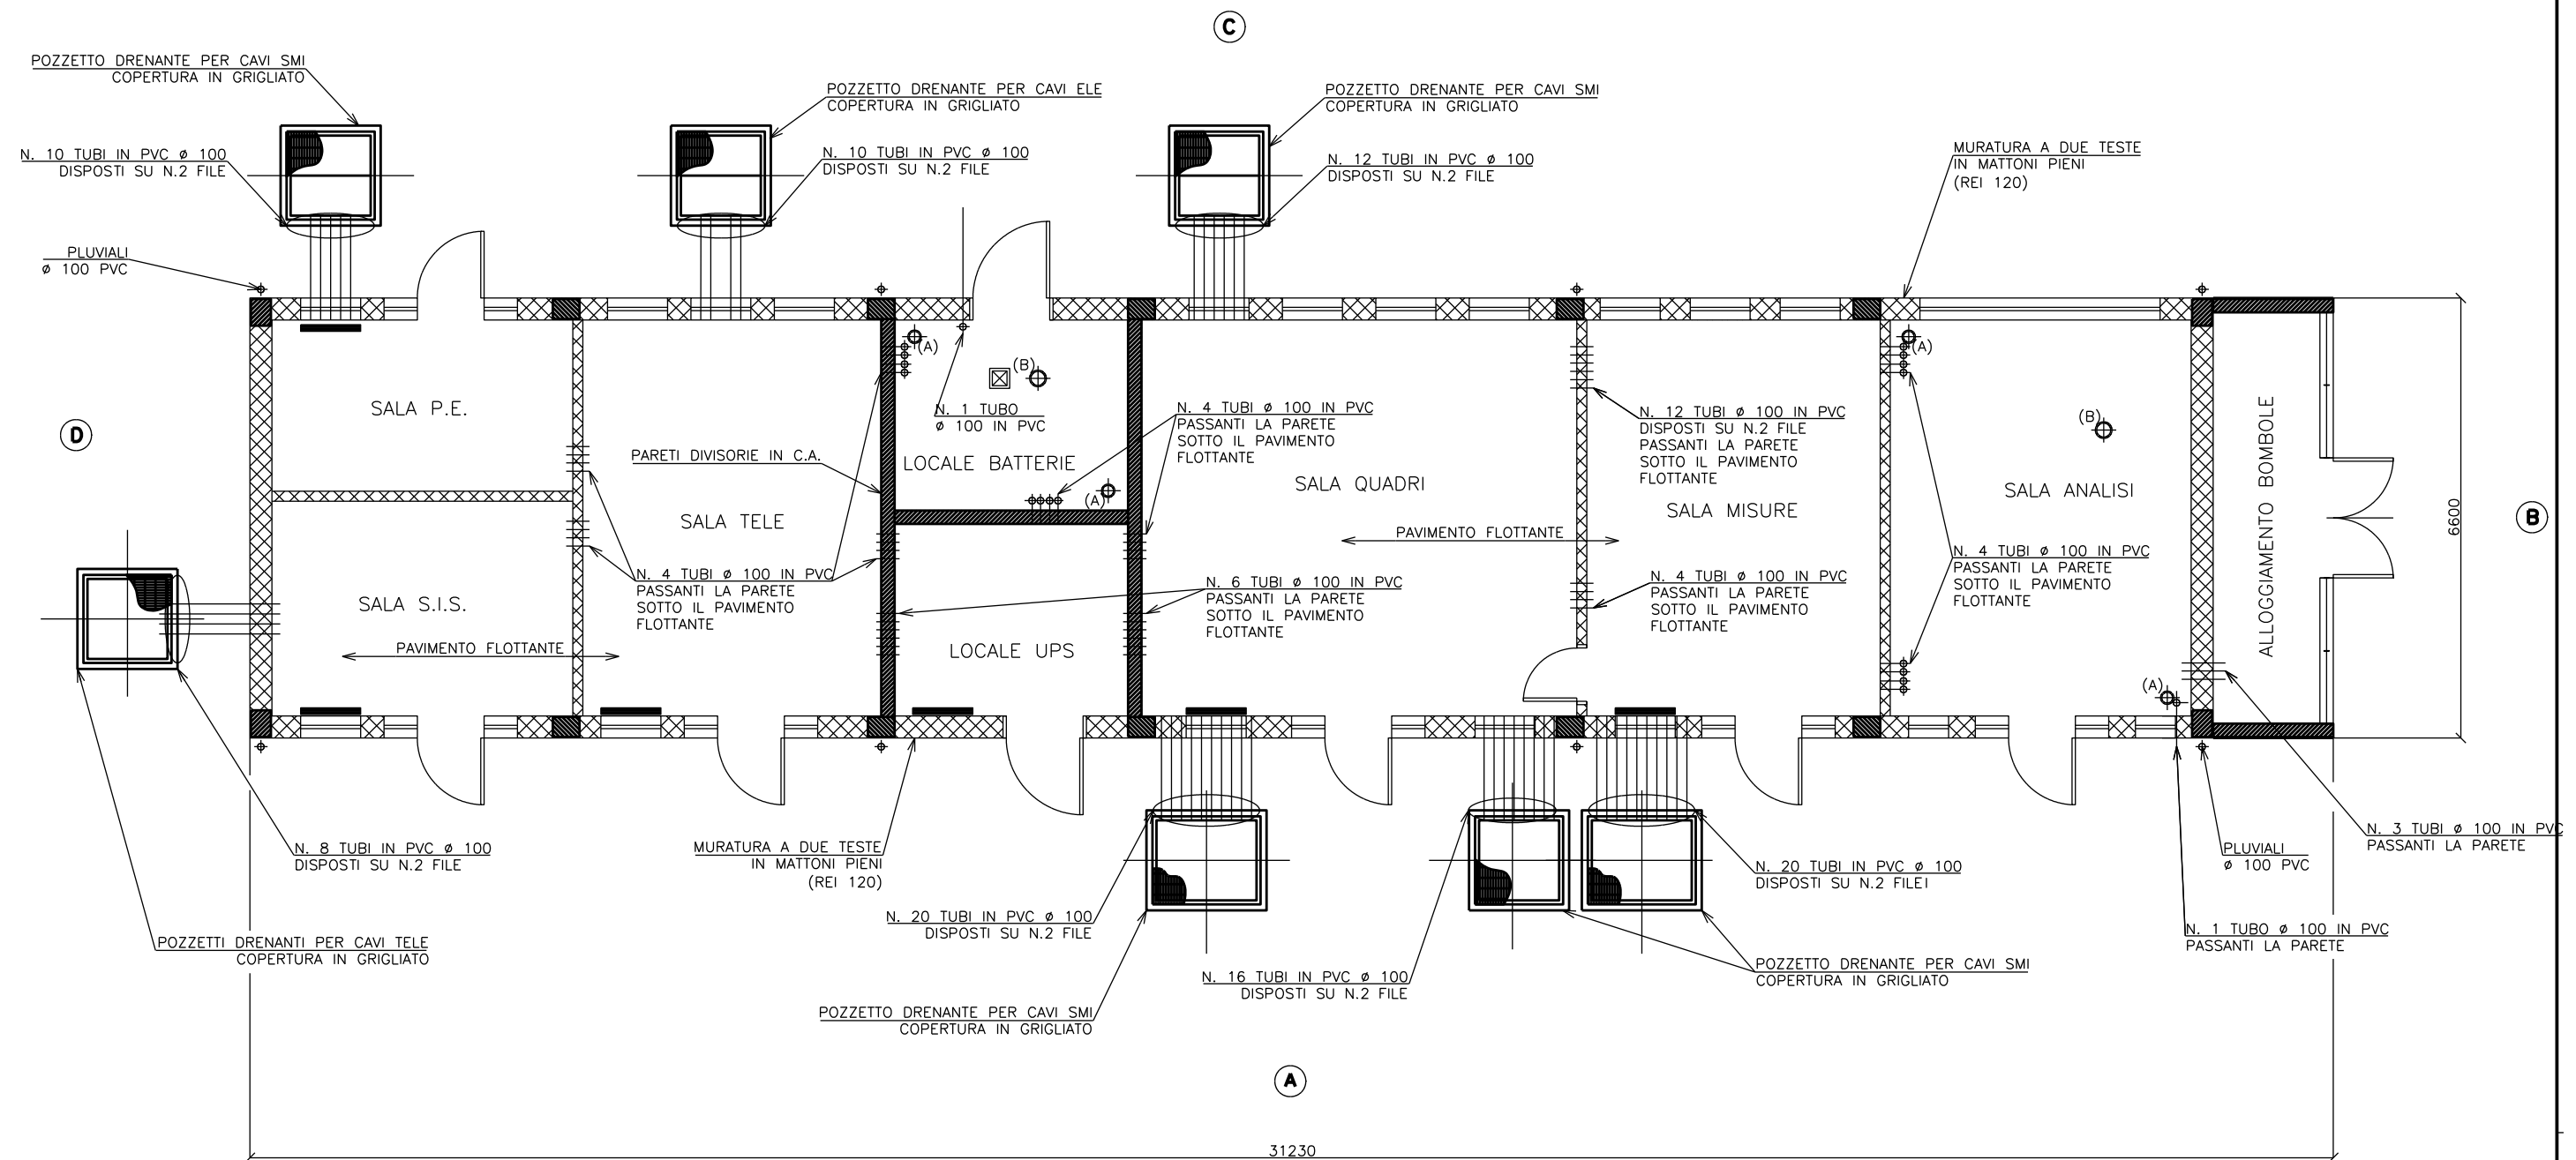 C
POZZETTO DRENANTE PER CAVI SMI
COPERTURA IN GRIGLIATO
POZZETTO DRENANTE PER CAVI ELE
COPERTURA IN GRIGLIATO
POZZETTO DRENANTE PER CAVI SMI
COPERTURA IN GRIGLIATO
N. 10 TUBI IN PVC ø 100
DISPOSTI SU N.2 FILE
N. 10 TUBI IN PVC ø 100
DISPOSTI SU N.2 FILE
N. 12 TUBI IN PVC ø 100
DISPOSTI SU N.2 FILE
MURATURA A DUE TESTE
IN MATTONI PIENI
(REI 120)
PLUVIALI
ø 100 PVC
(A)
(B)
(A)
SALA P.E.
N. 1 TUBO
ø 100 IN PVC
N. 4 TUBI ø 100 IN PVC
PASSANTI LA PARETE
SOTTO IL PAVIMENTO
FLOTTANTE
N. 12 TUBI ø 100 IN PVC
DISPOSTI SU N.2 FILE
PASSANTI LA PARETE
SOTTO IL PAVIMENTO
FLOTTANTE
(B)
D
PARETI DIVISORIE IN C.A.
LOCALE BATTERIE
(A)
SALA QUADRI
SALA MISURE
SALA ANALISI
ALLOGGIAMENTO BOMBOLE
6600
B
SALA TELE
PAVIMENTO FLOTTANTE
N. 4 TUBI ø 100 IN PVC
PASSANTI LA PARETE
SOTTO IL PAVIMENTO
FLOTTANTE
N. 6 TUBI ø 100 IN PVC
PASSANTI LA PARETE
SOTTO IL PAVIMENTO
FLOTTANTE
N. 4 TUBI ø 100 IN PVC
PASSANTI LA PARETE
SOTTO IL PAVIMENTO
FLOTTANTE
N. 4 TUBI ø 100 IN PVC
PASSANTI LA PARETE
SOTTO IL PAVIMENTO
FLOTTANTE
SALA S.I.S.
PAVIMENTO FLOTTANTE
LOCALE UPS
(A)
N. 8 TUBI IN PVC ø 100
DISPOSTI SU N.2 FILE
MURATURA A DUE TESTE
IN MATTONI PIENI
(REI 120)
N. 20 TUBI IN PVC ø 100
DISPOSTI SU N.2 FILEI
PLUVIALI
ø 100 PVC
N. 3 TUBI ø 100 IN PVC
PASSANTI LA PARETE
N. 20 TUBI IN PVC ø 100
DISPOSTI SU N.2 FILE
N. 1 TUBO ø 100 IN PVC
PASSANTI LA PARETE
POZZETTI DRENANTI PER CAVI TELE
COPERTURA IN GRIGLIATO
N. 16 TUBI IN PVC ø 100
DISPOSTI SU N.2 FILE
POZZETTO DRENANTE PER CAVI SMI
COPERTURA IN GRIGLIATO
POZZETTO DRENANTE PER CAVI SMI
COPERTURA IN GRIGLIATO
A
31230